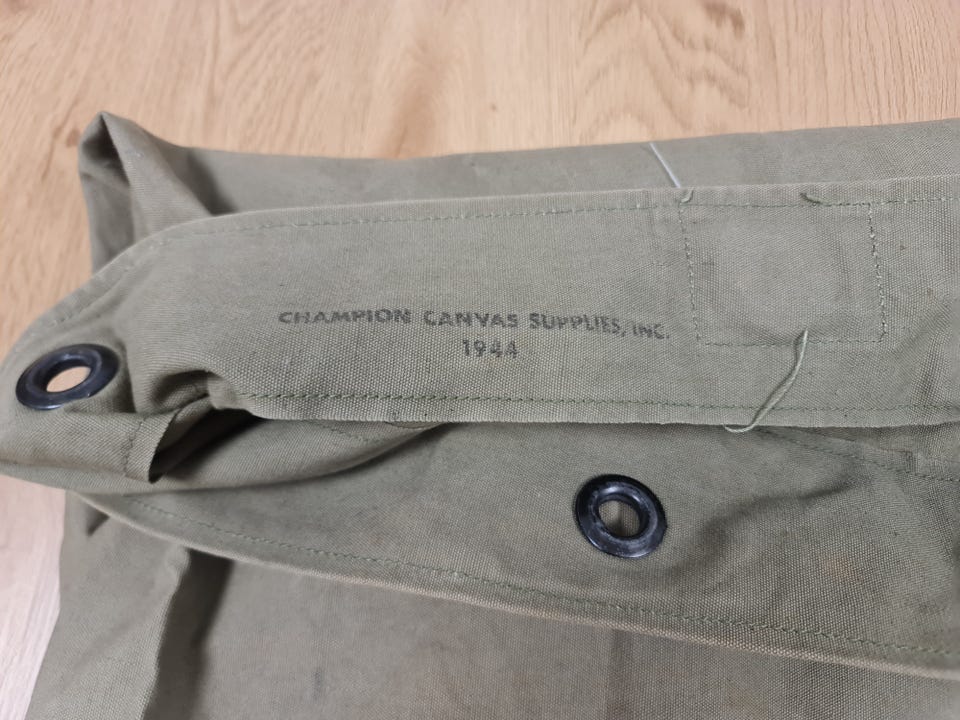 CHAMPION CANVAS SUPPLIES, INC.
1944